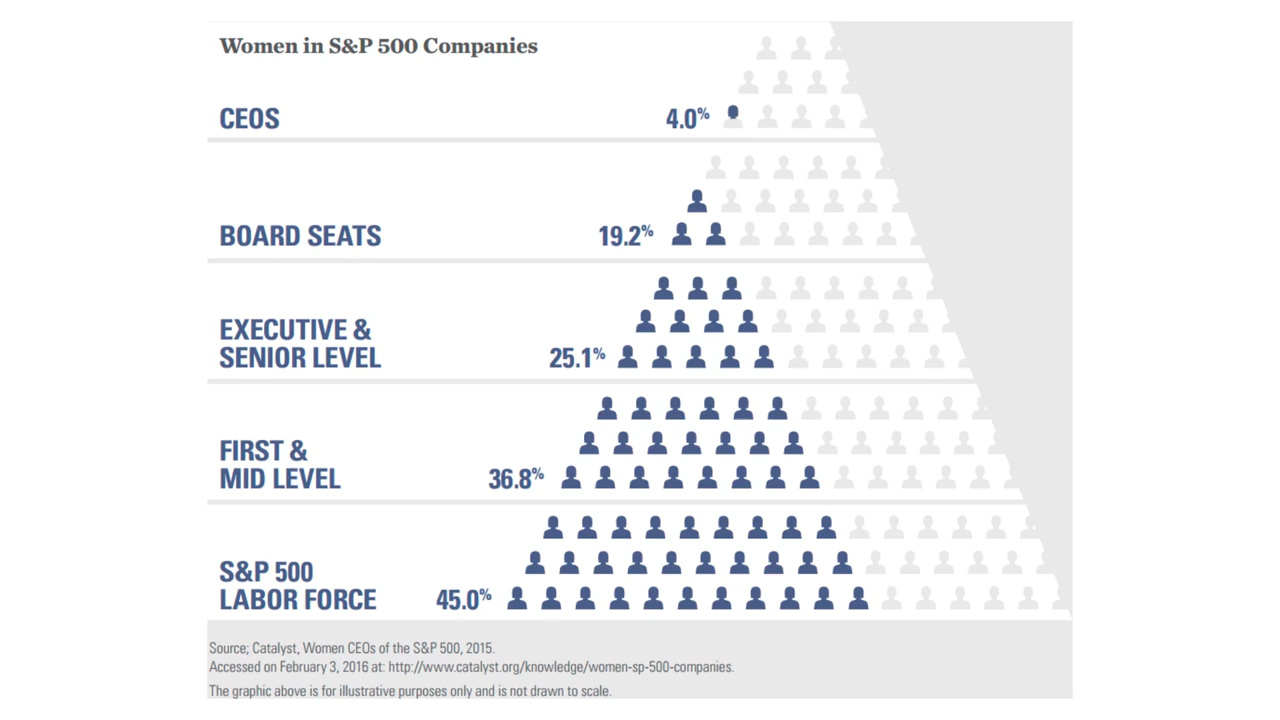 Women in S&P 500 Companies
CEOS
4.0%
BOARD SEATS
19.2%
EXECUTIVE &
SENIOR LEVEL
25.1%
FIRST &
MID LEVEL
36.8%
S&P 500
LABOR FORCE
45.0%
Source; Catalyst, Women CEOs of the S&P 500, 2015.
Accessed on February 3, 2016 at: http://www.catalyst.org/knowledge/women-sp-500-companies.
The graphic above is for illustrative purposes only and is not drawn to scale.